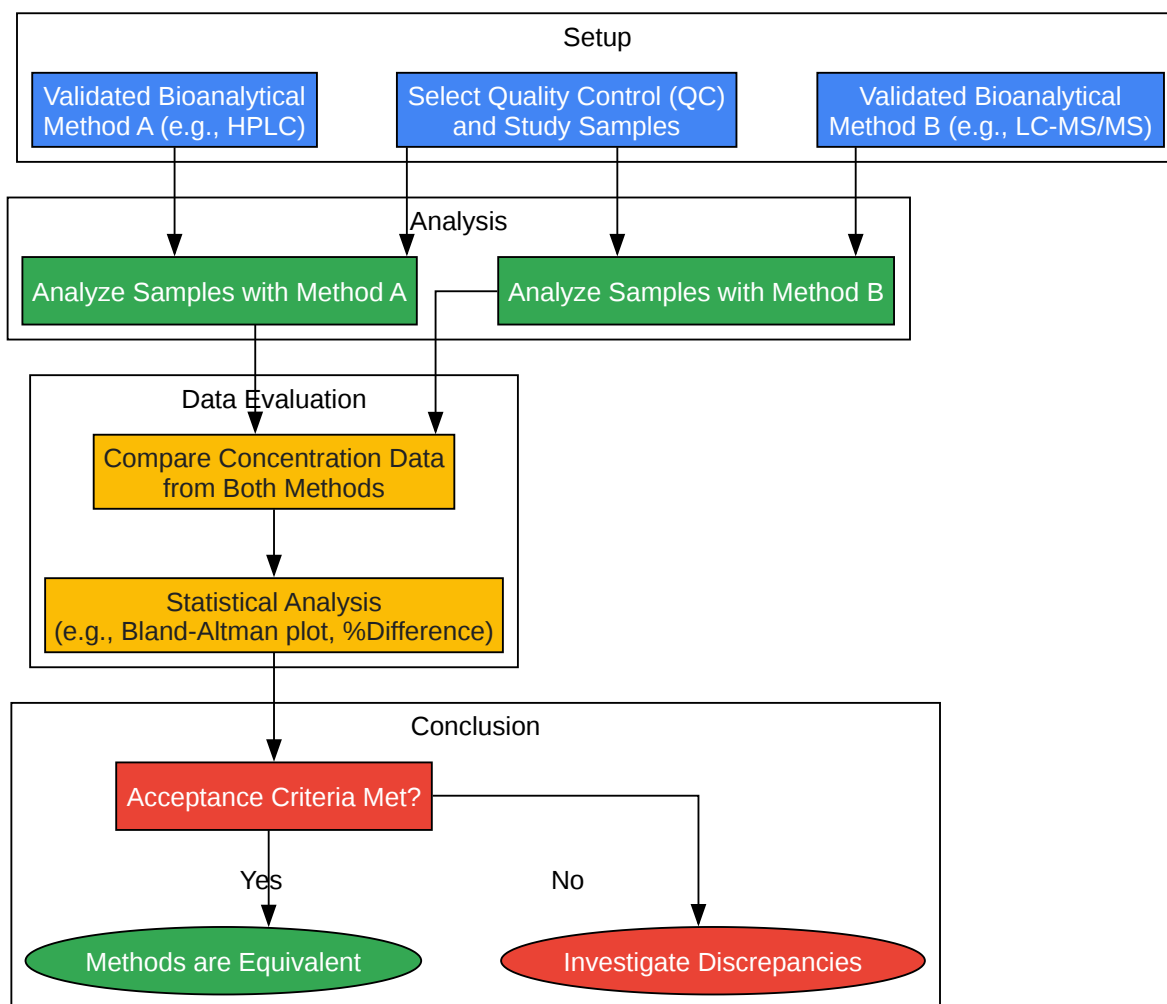 Setup
Validated Bioanalytical
Method A (e.g., HPLC)
Select Quality Control (QC)
and Study Samples
Validated Bioanalytical
Method B (e.g., LC-MS/MS)
Analysis
Analyze Samples with Method A
Analyze Samples with Method B
Data Evaluation
Compare Concentration Data
from Both Methods
Statistical Analysis
(e.g., Bland-Altman plot, %Difference)
Conclusion
Acceptance Criteria Met?
Yes
No
Methods are Equivalent
Investigate Discrepancies